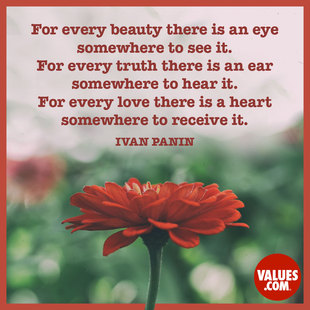 For every beauty there is an eye
somewhere to see it.
For every truth there is an ear
somewhere to hear it.
For every love there is a heart
somewhere to receive it.
IVAN PANIN
VALUES
.COM